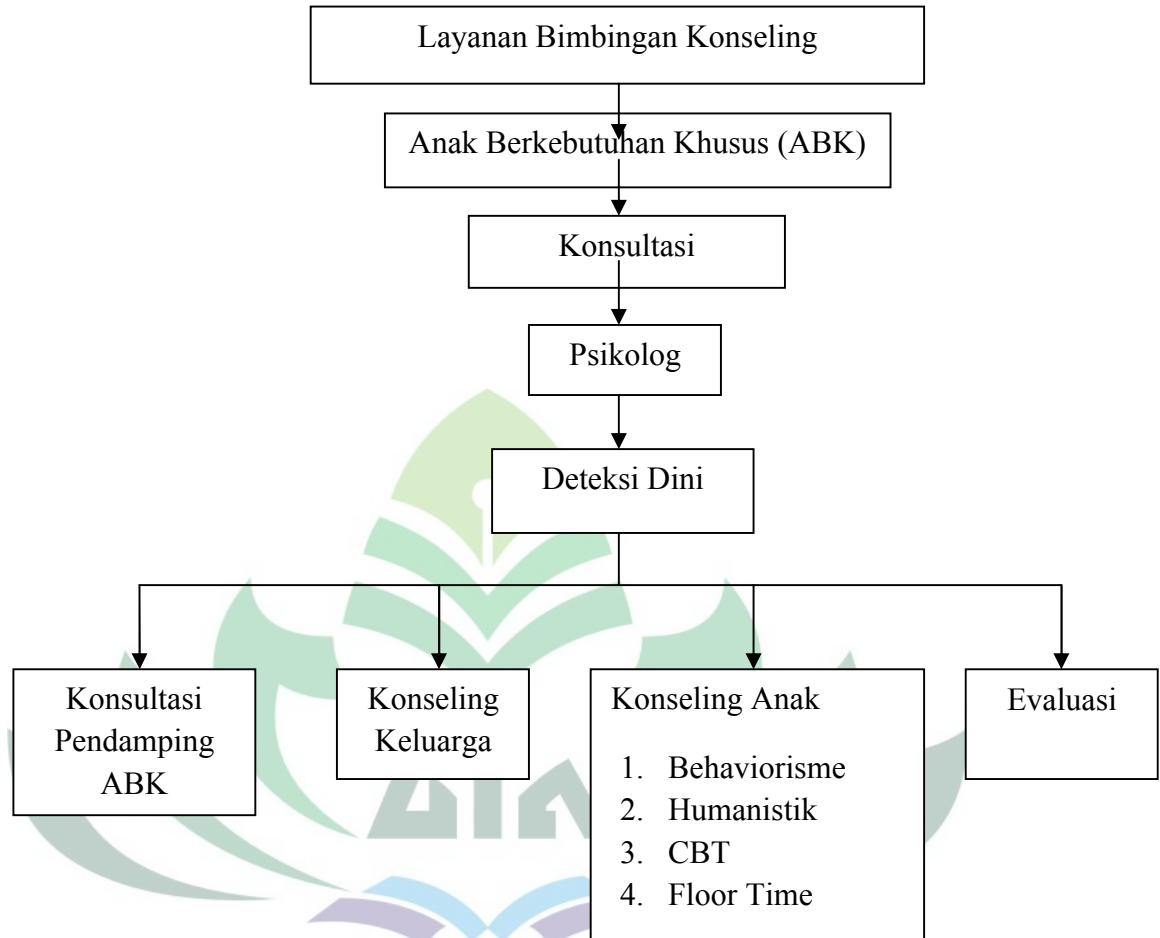 Layanan Bimbingan Konseling
Anak Berkebutuhan Khusus (ABK)
Konsultasi
Psikolog
Deteksi Dini
Konsultasi
Pendamping
ABK
Konseling
Keluarga
Konseling Anak
1. Behaviorisme
2. Humanistik
3. CBT
4. Floor Time
Evaluasi